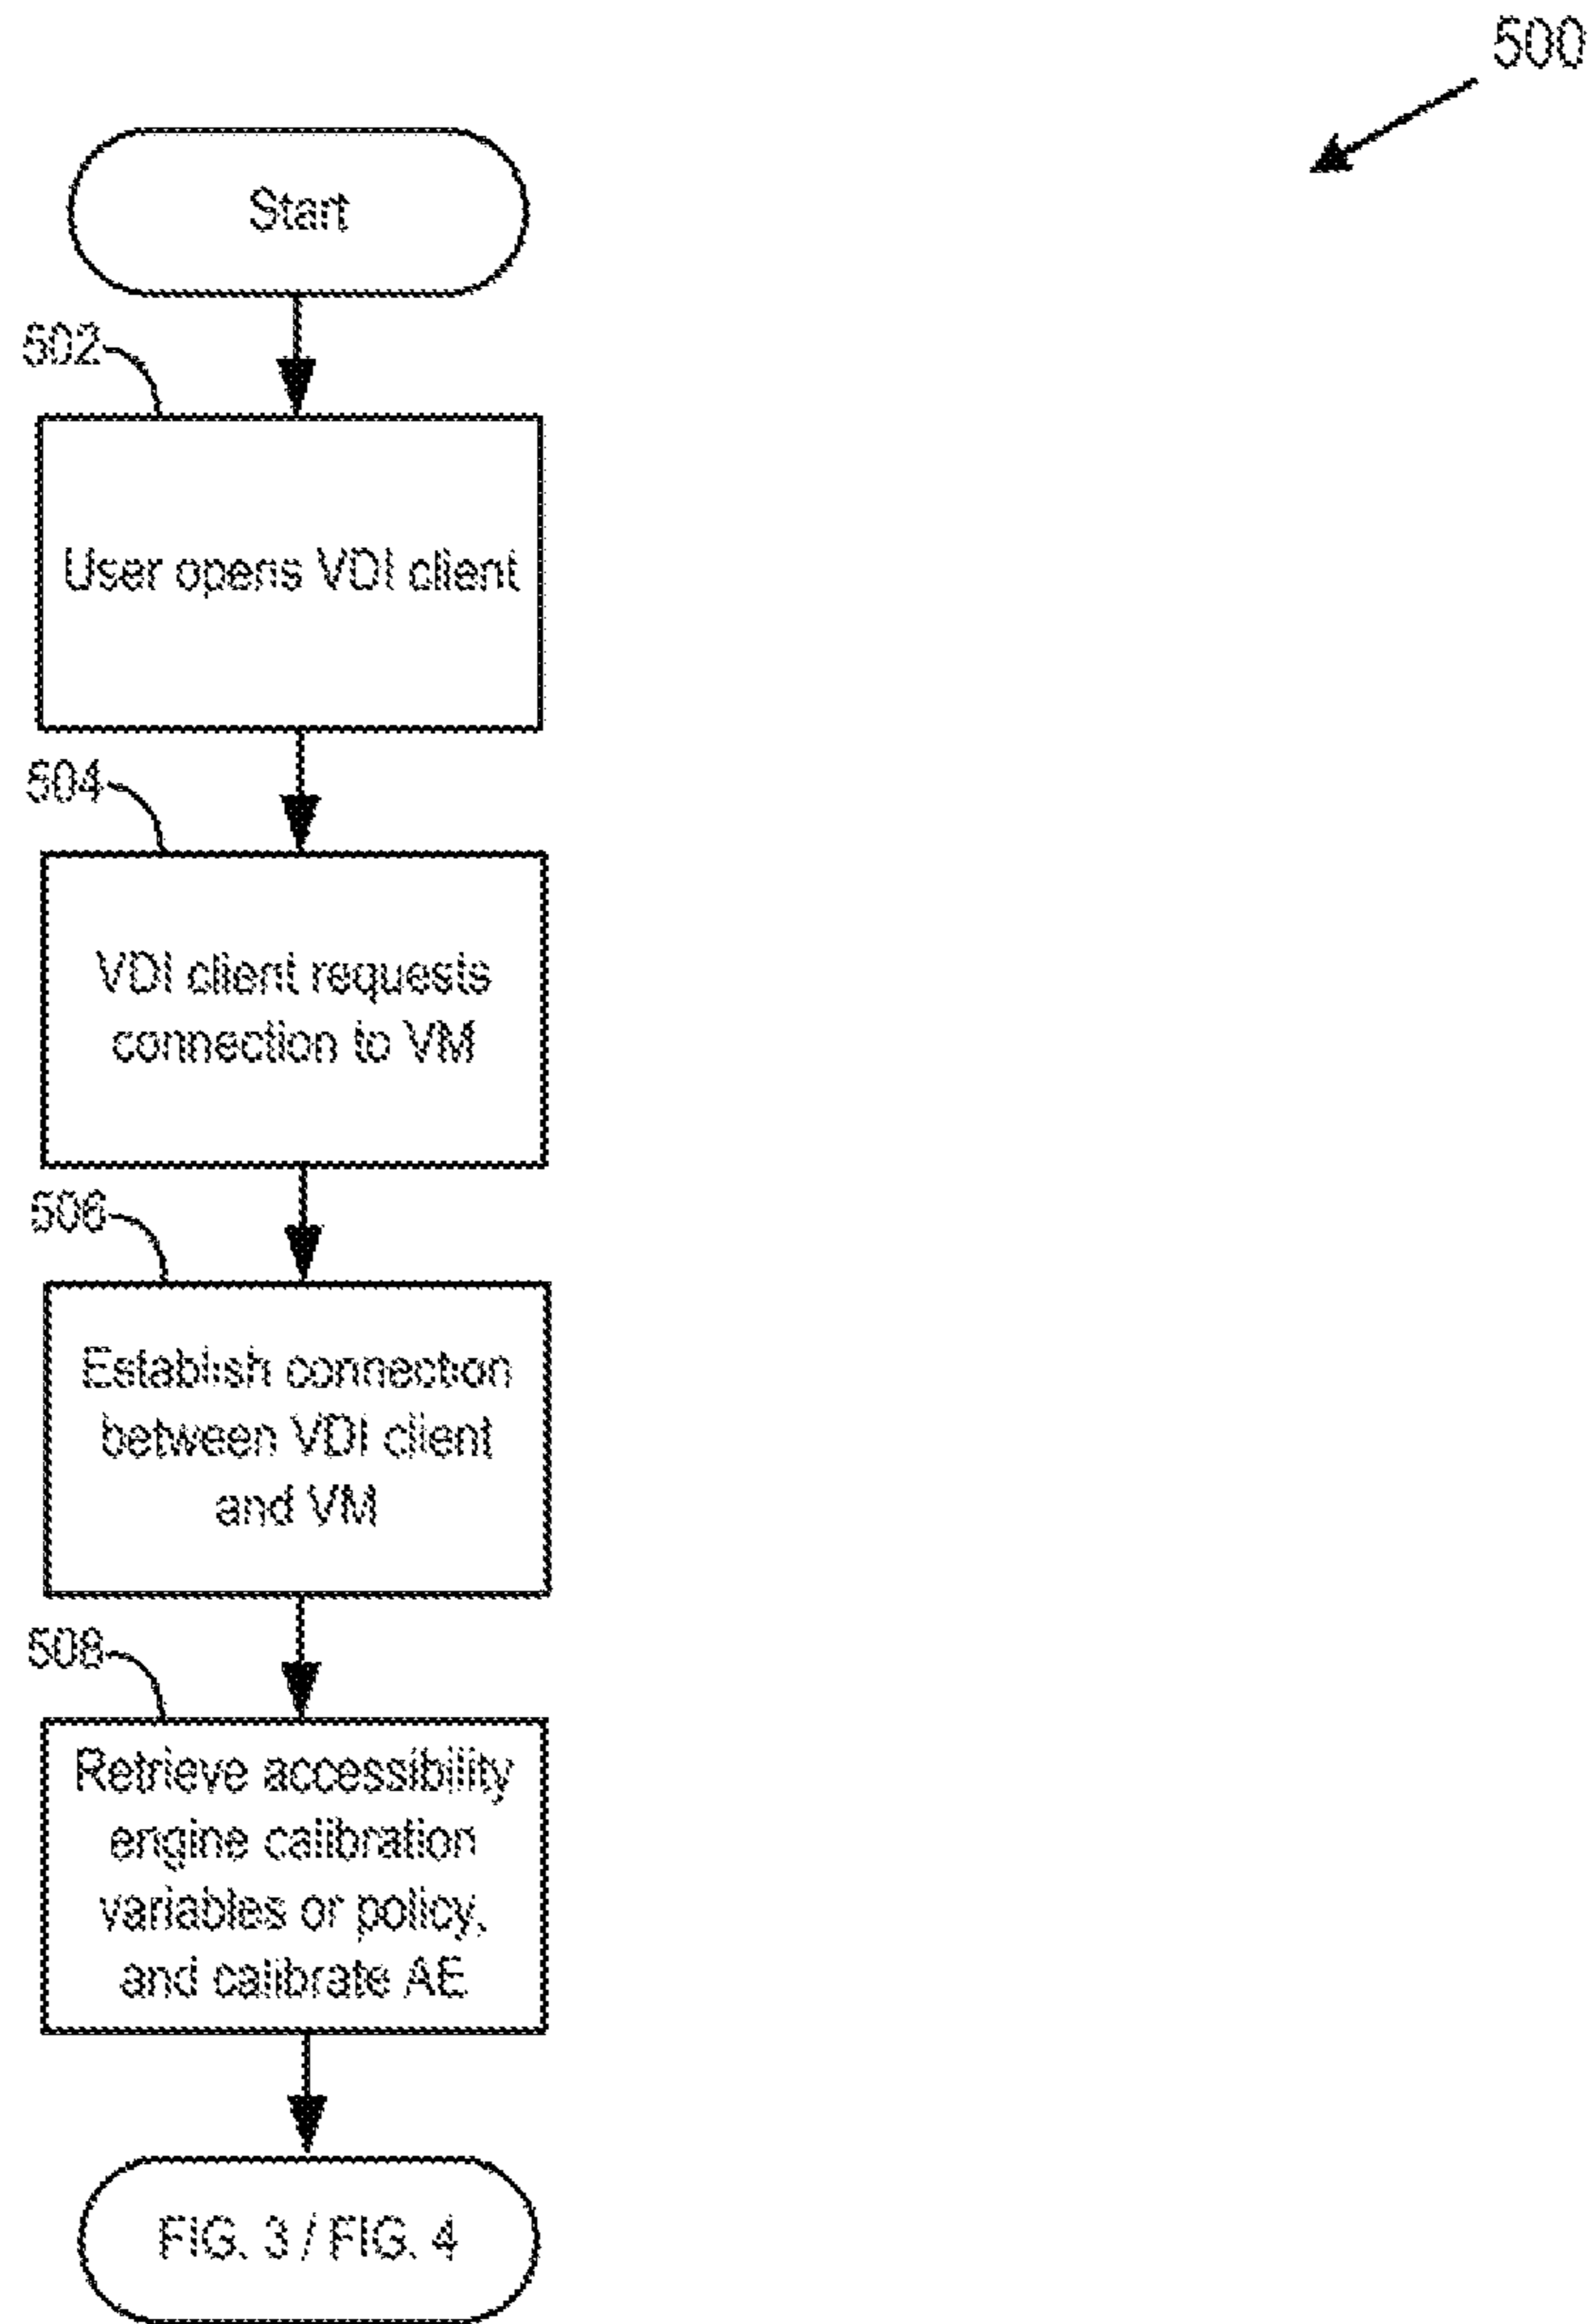 500
Start
502
User opens VDI client
504
VDI client requests
connection to VM
506
Establish connection
between VDI client
and VM
508
Retrieve accessibility
engine calibration
variables or policy,
and calibrate AE
FIG. 3 / FIG. 4